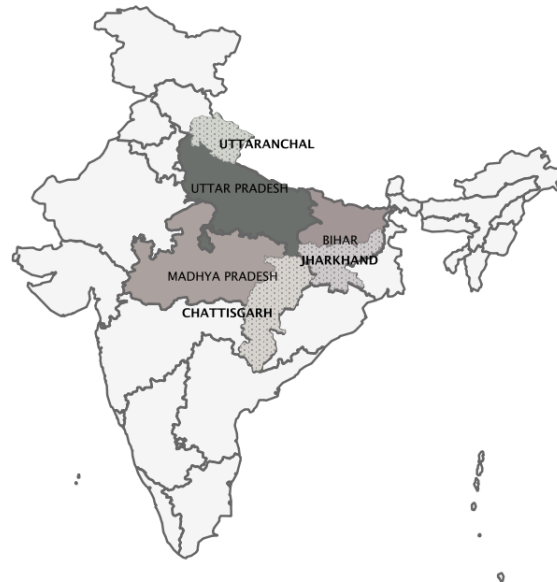 UTTARANCHAL
UTTAR PRADESH
BIHAR
JHARKHAND
MADHYA PRADESH
CHATTISGARH